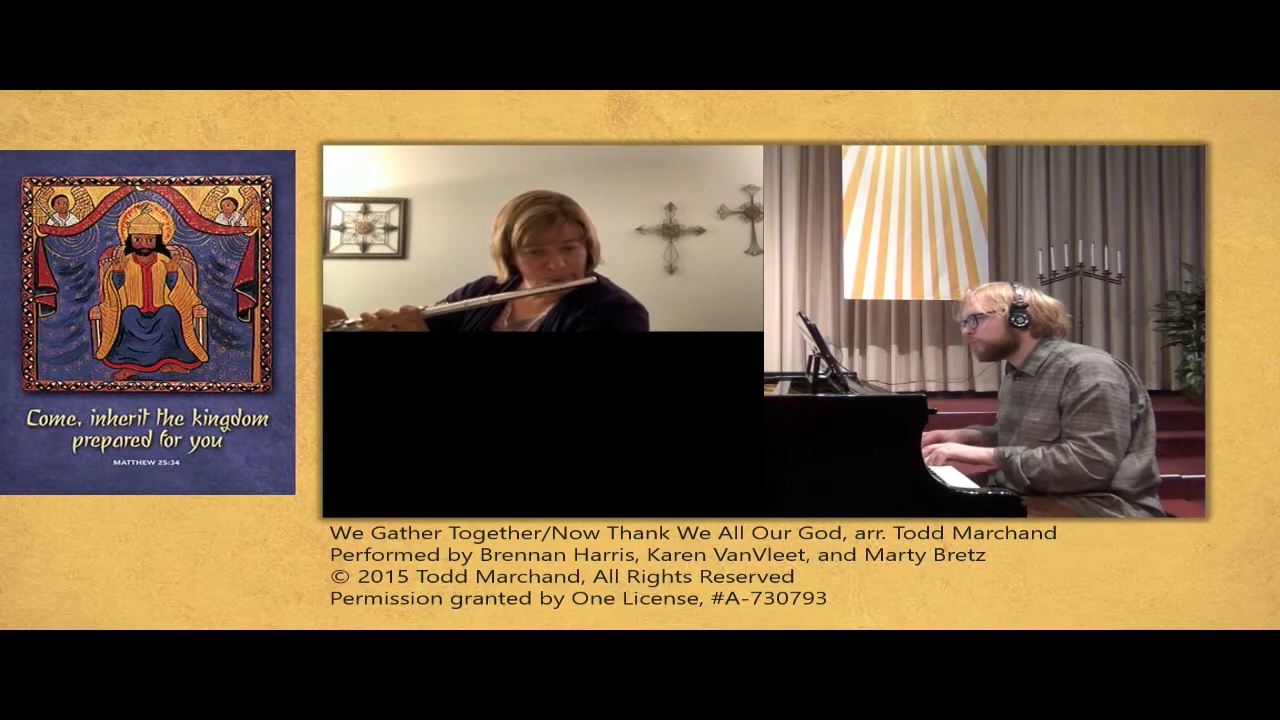 Come, inherit the kingdom
prepared for you
MATTHEW 25:34
We Gather Together/Now Thank We All Our God, arr. Todd Marchand
Performed by Brennan Harris, Karen VanVleet, and Marty Bretz
© 2015 Todd Marchand, All Rights Reserved
Permission granted by One License, #A-730793